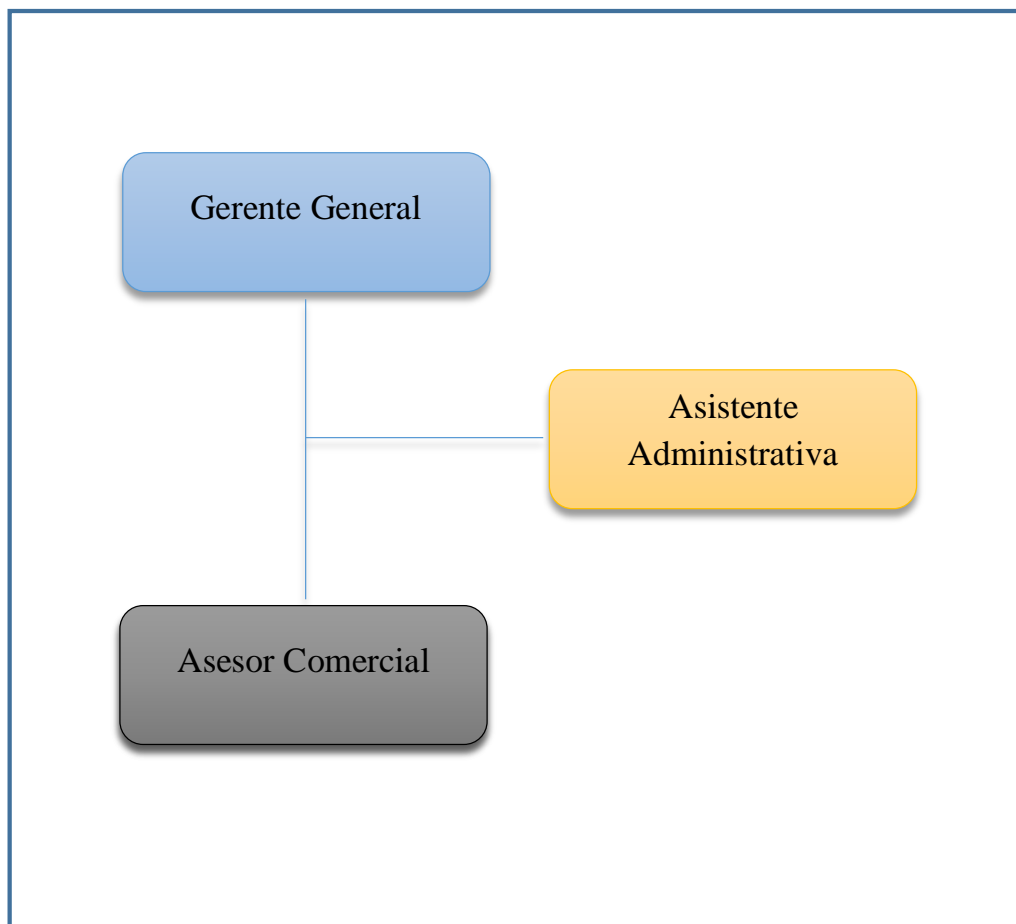 Gerente General
Asistente
Administrativa
Asesor Comercial